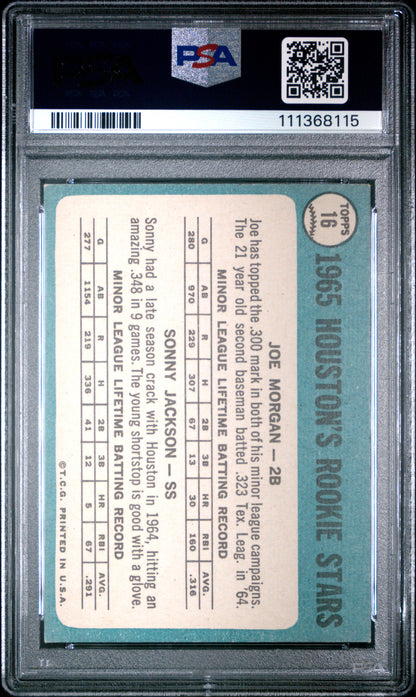 PSA
111368115
TOPPS
16
1965 HOUSTON'S ROOKIE STARS
JOE MORGAN — 2B
Joe has topped the .300 mark in both of his minor league campaigns.
The 21 year old second baseman batted .323 Tex. Leag. in '64.
MINOR LEAGUE LIFETIME BATTING RECORD
G AB R H 2B 3B HR RBI AVG.
280 970 229 307 67 13 30 160 .316
SONNY JACKSON — SS
Sonny had a late season crack with Houston in 1964, hitting an
amazing .348 in 9 games. The young shortstop is good with a glove.
MINOR LEAGUE LIFETIME BATTING RECORD
G AB R H 2B 3B HR RBI AVG.
277 1154 219 336 41 12 5 67 .291
©T.C.G. PRINTED IN U.S.A.
PSA